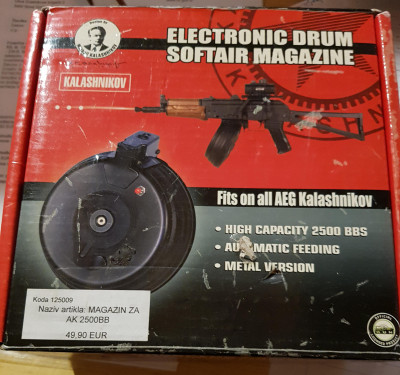 ELECTRONIC DRUM
SOFTAIR MAGAZINE
KALASHNIKOV
Fits on all AEG Kalashnikov
• HIGH CAPACITY 2500 BBS
• AUTOMATIC FEEDING
• METAL VERSION
Koda 125009
Naziv artikla: MAGAZIN ZA
AK 2500BB
49,90 EUR